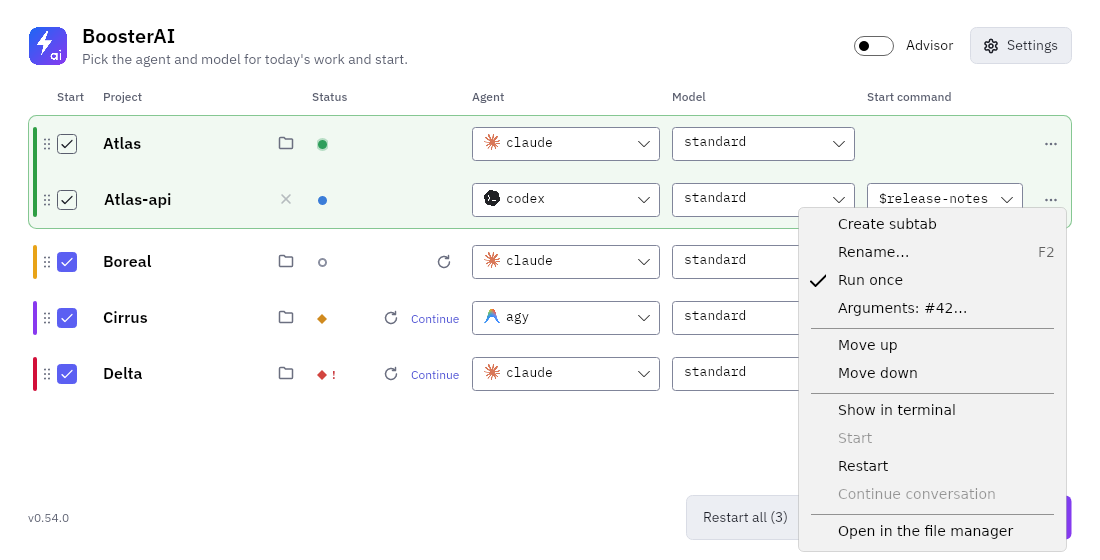 ai
BoosterAI
Pick the agent and model for today's work and start.
Advisor
Settings
Start Project Status Agent Model Start command
Atlas claude standard ...
Atlas-api codex standard $release-notes ...
Boreal claude standard
Cirrus Continue agy standard
Delta ! Continue claude standard
Create subtab
Rename... F2
Run once
Arguments: #42...
Move up
Move down
Show in terminal
Start
Restart
Continue conversation
Open in the file manager
v0.54.0
Restart all (3)